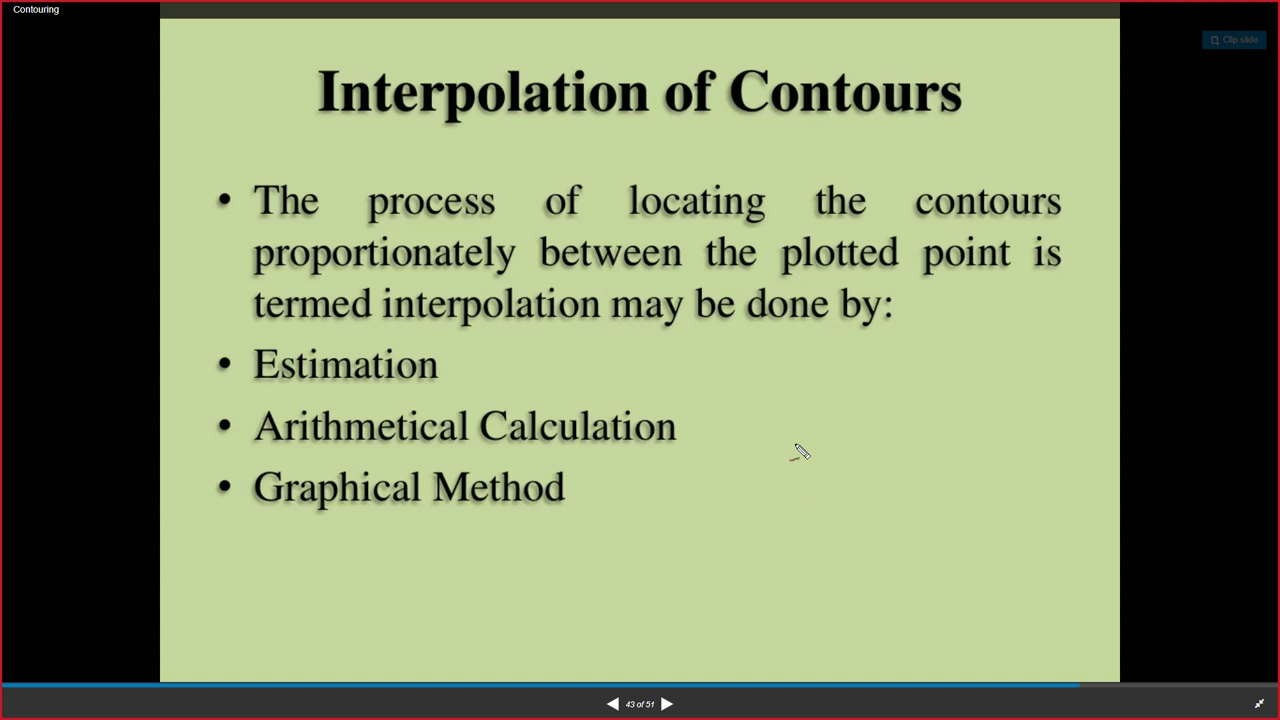 Contouring
Clip slide
Interpolation of Contours
• The process of locating the contours
proportionately between the plotted point is
termed interpolation may be done by:
• Estimation
• Arithmetical Calculation
• Graphical Method
43 of 51